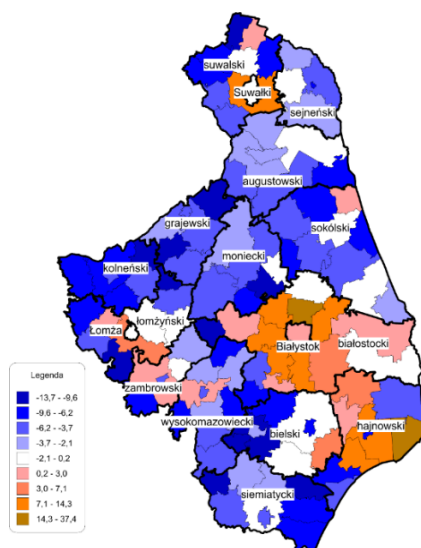 suwalski
Suwałki
sejneński
augustowski
grajewski
sokólski
kolneński
moniecki
Łomża
łomżyński
Białystok
białostocki
zambrowski
wysokomazowiecki
bielski
hajnowski
siemiatycki
Legenda
-13,7 - -9,6
-9.6 - -6,2
-6,2 - -3,7
-3,7 - -2,1
-2.1 - 0,2
0,2 - 3,0
3,0 - 7,1
7,1 - 14,3
14,3 - 37,4